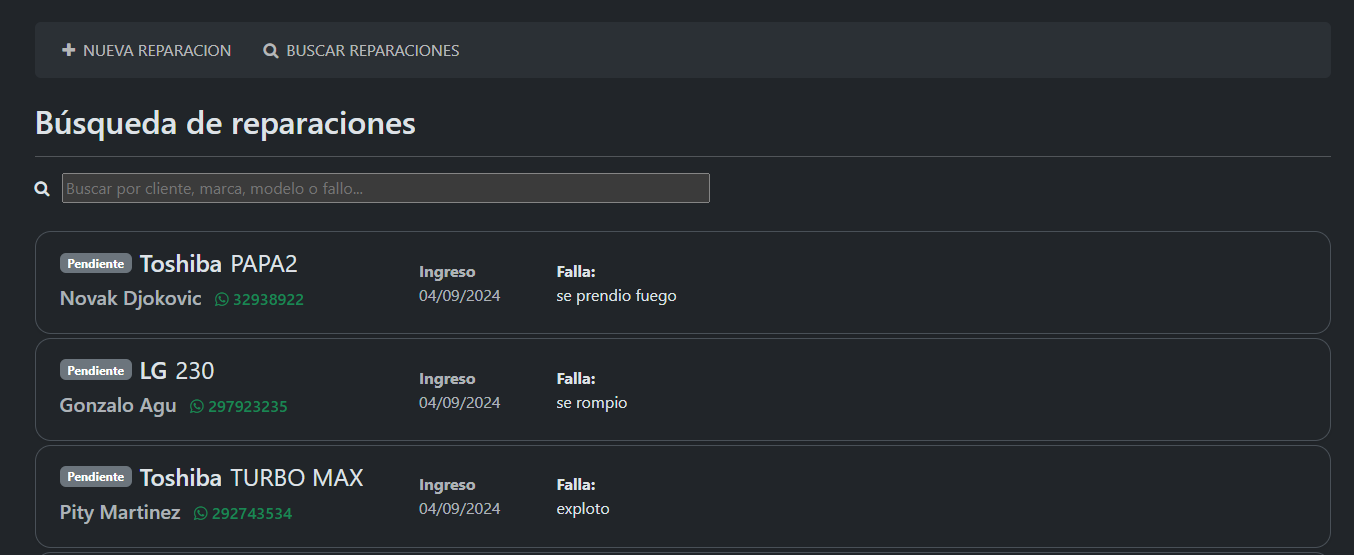 NUEVA REPARACION BUSCAR REPARACIONES
Búsqueda de reparaciones
Buscar por cliente, marca, modelo o fallo...
Pendiente Toshiba PAPA2
Novak Djokovic 32938922
Ingreso
04/09/2024
Falla:
se prendio fuego
Pendiente LG 230
Gonzalo Agu 297923235
Ingreso
04/09/2024
Falla:
se rompio
Pendiente Toshiba TURBO MAX
Pity Martinez 292743534
Ingreso
04/09/2024
Falla:
exploto